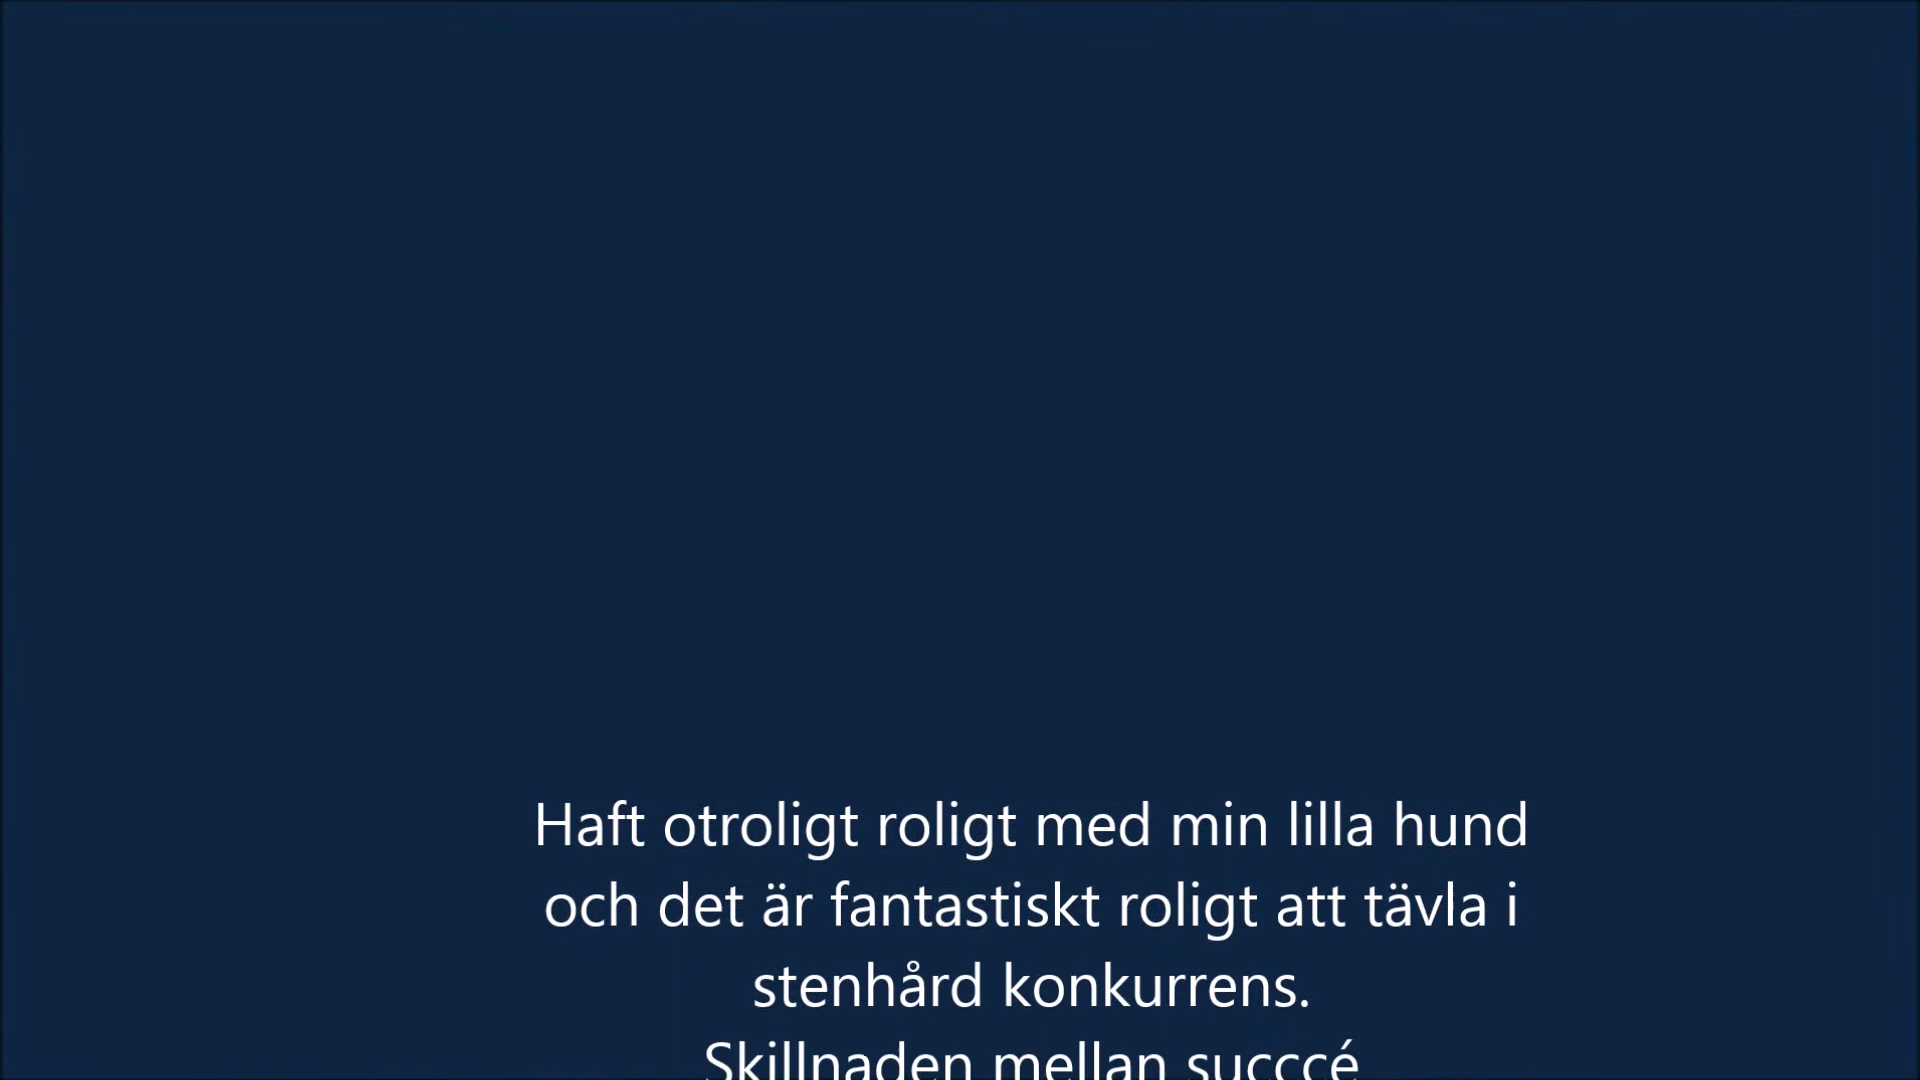 Haft otroligt roligt med min lilla hund
och det är fantastiskt roligt att tävla i
stenhård konkurrens.
Skillnaden mellan succcé